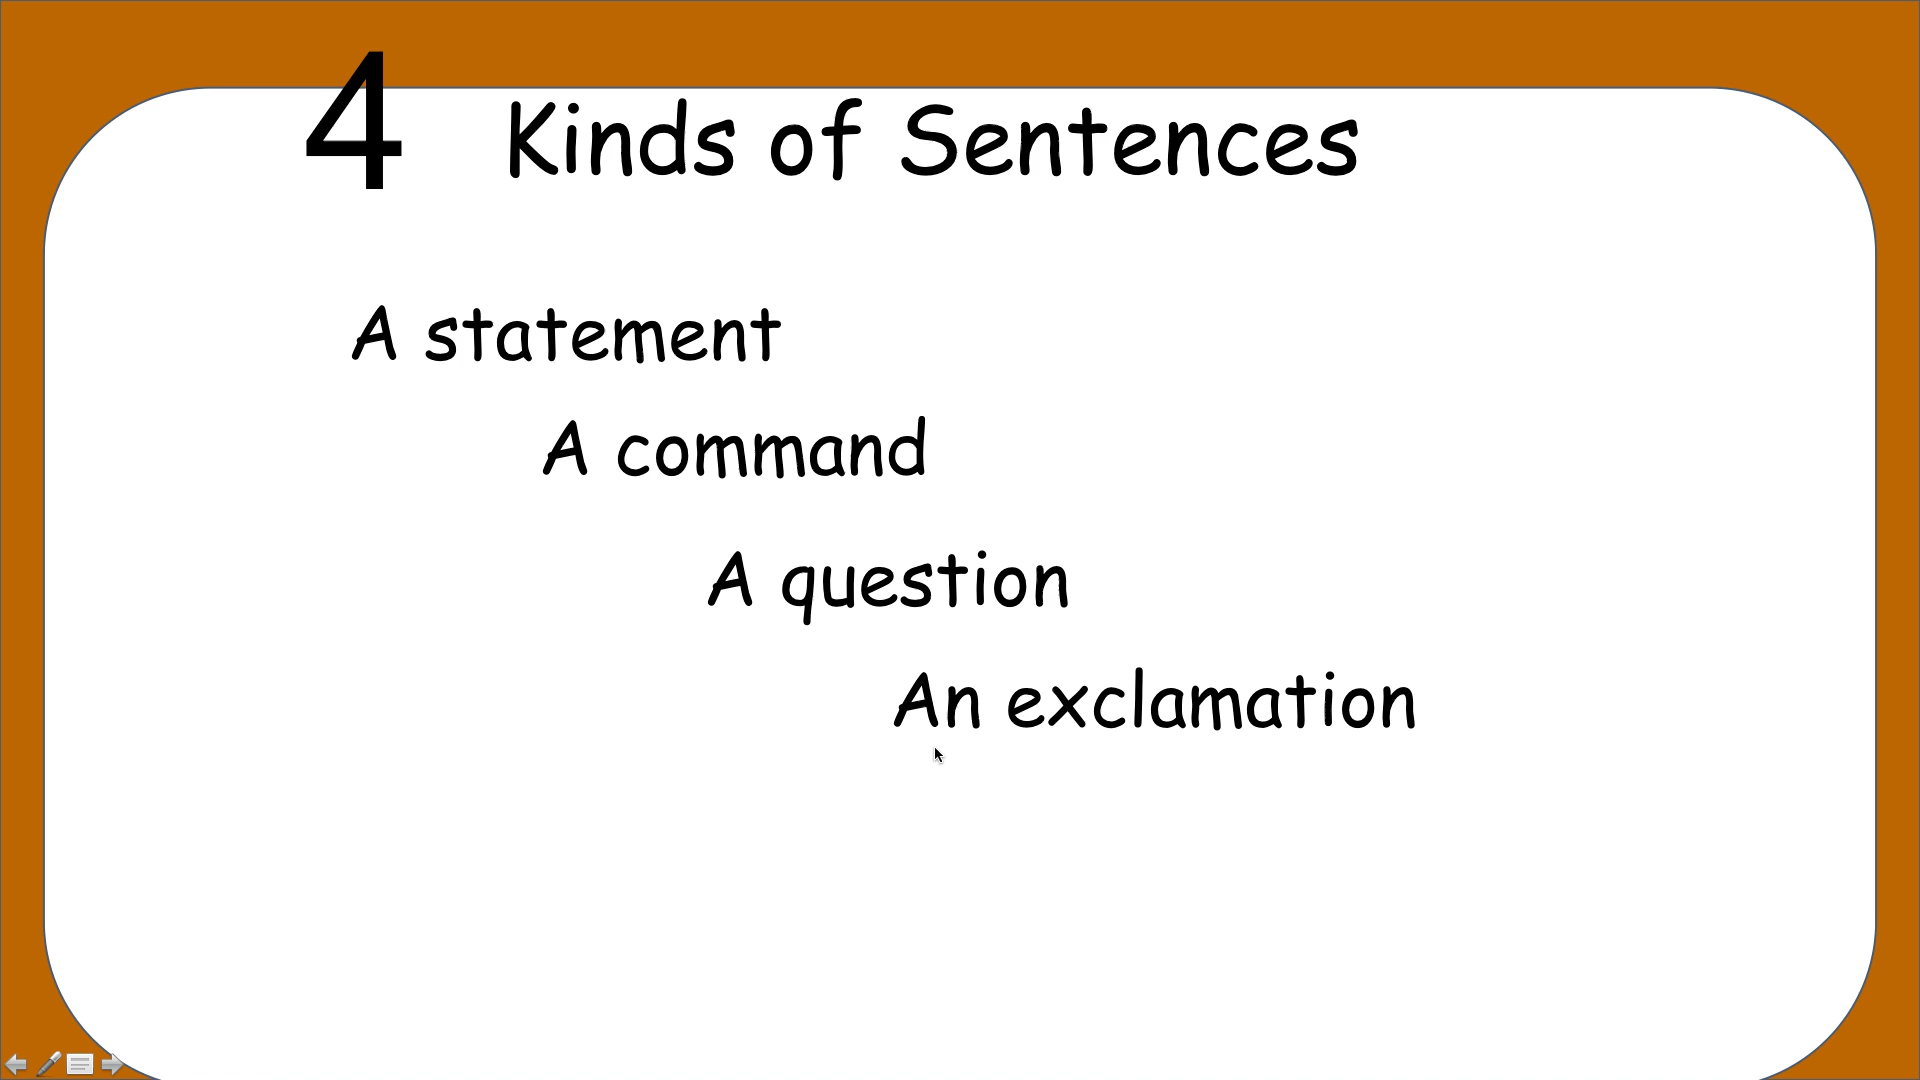 4 Kinds of Sentences
A statement
A command
A question
An exclamation